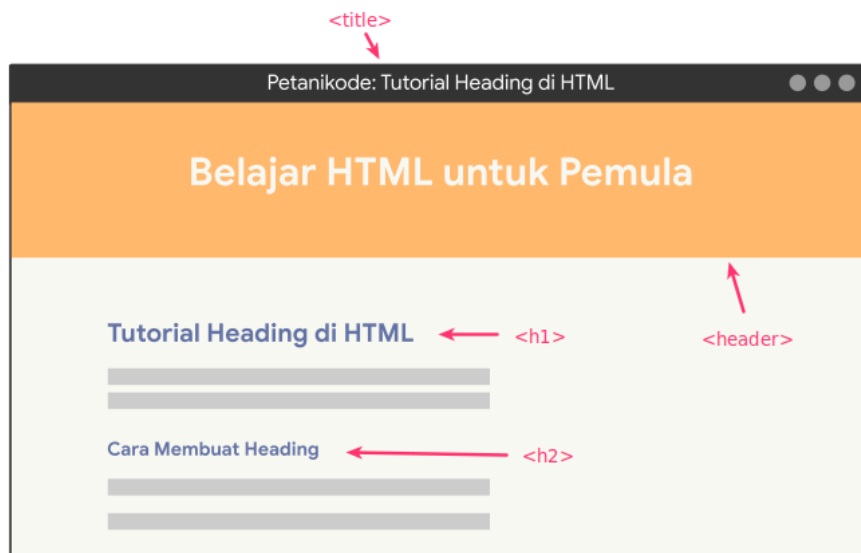 <title>
Petanikode: Tutorial Heading di HTML
Belajar HTML untuk Pemula
Tutorial Heading di HTML
<h1>
<header>
Cara Membuat Heading
<h2>